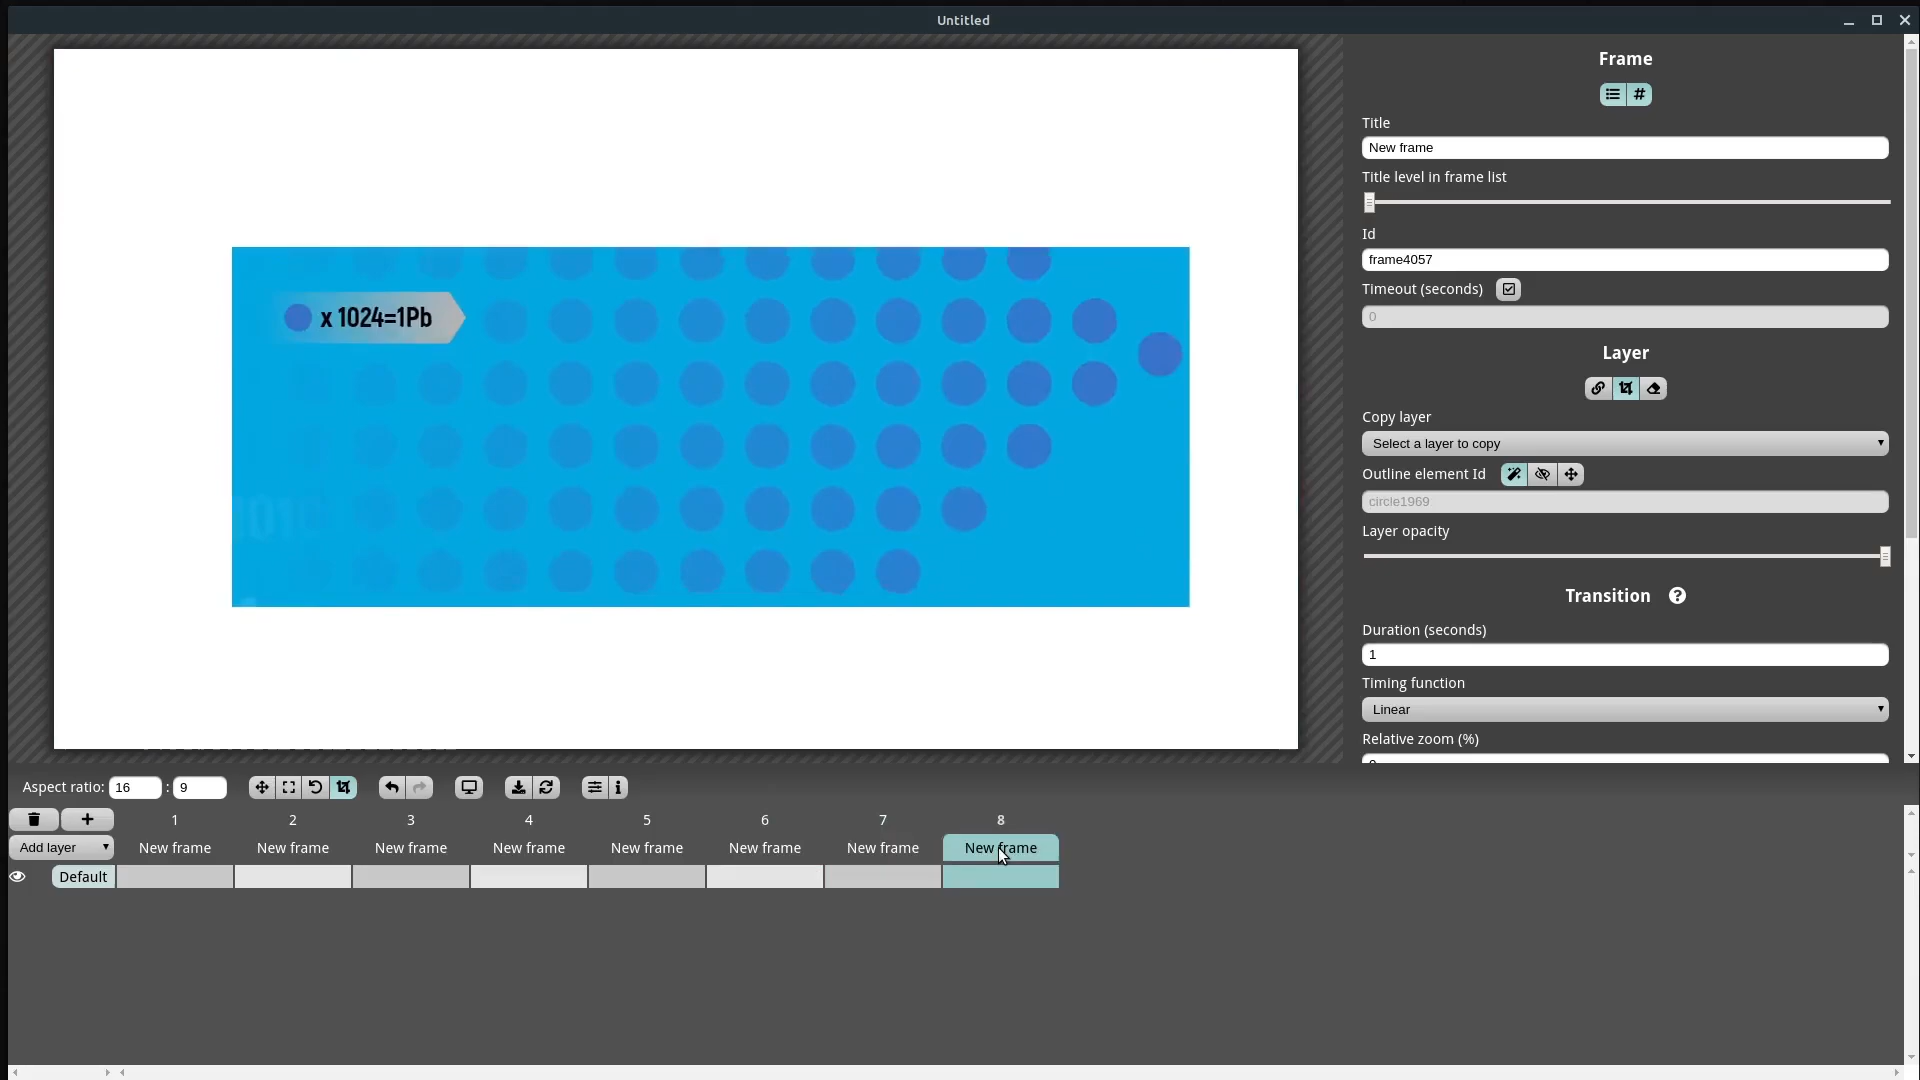 Untitled
x 1024=1Pb
1010
Frame
Title
New frame
Title level in frame list
Id
frame4057
Timeout (seconds)
0
Layer
Copy layer
Select a layer to copy
Outline element Id
circle1969
Layer opacity
Transition ?
Duration (seconds)
1
Timing function
Linear
Relative zoom (%)
Aspect ratio: 16 : 9
1 2 3 4 5 6 7 8
Add layer New frame New frame New frame New frame New frame New frame New frame New frame
Default